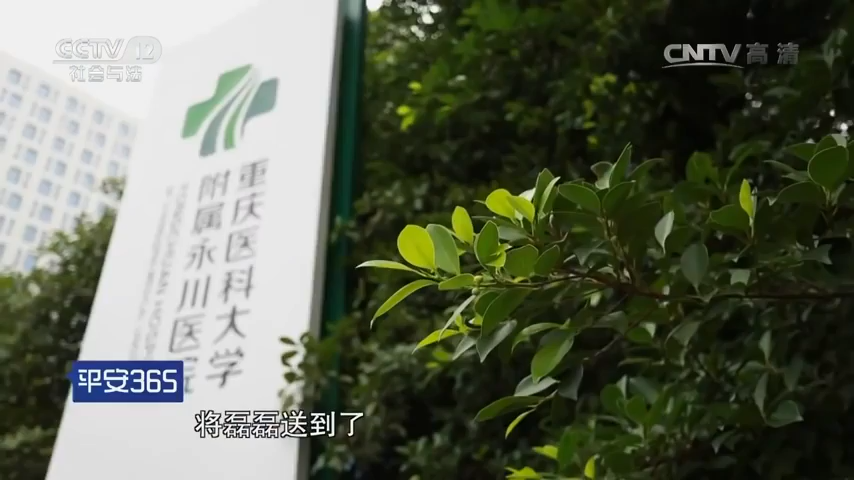 CCTV 12
社会与法
CNTV高清
重庆医科大学
附属永川医院
平安365
将磊磊送到了